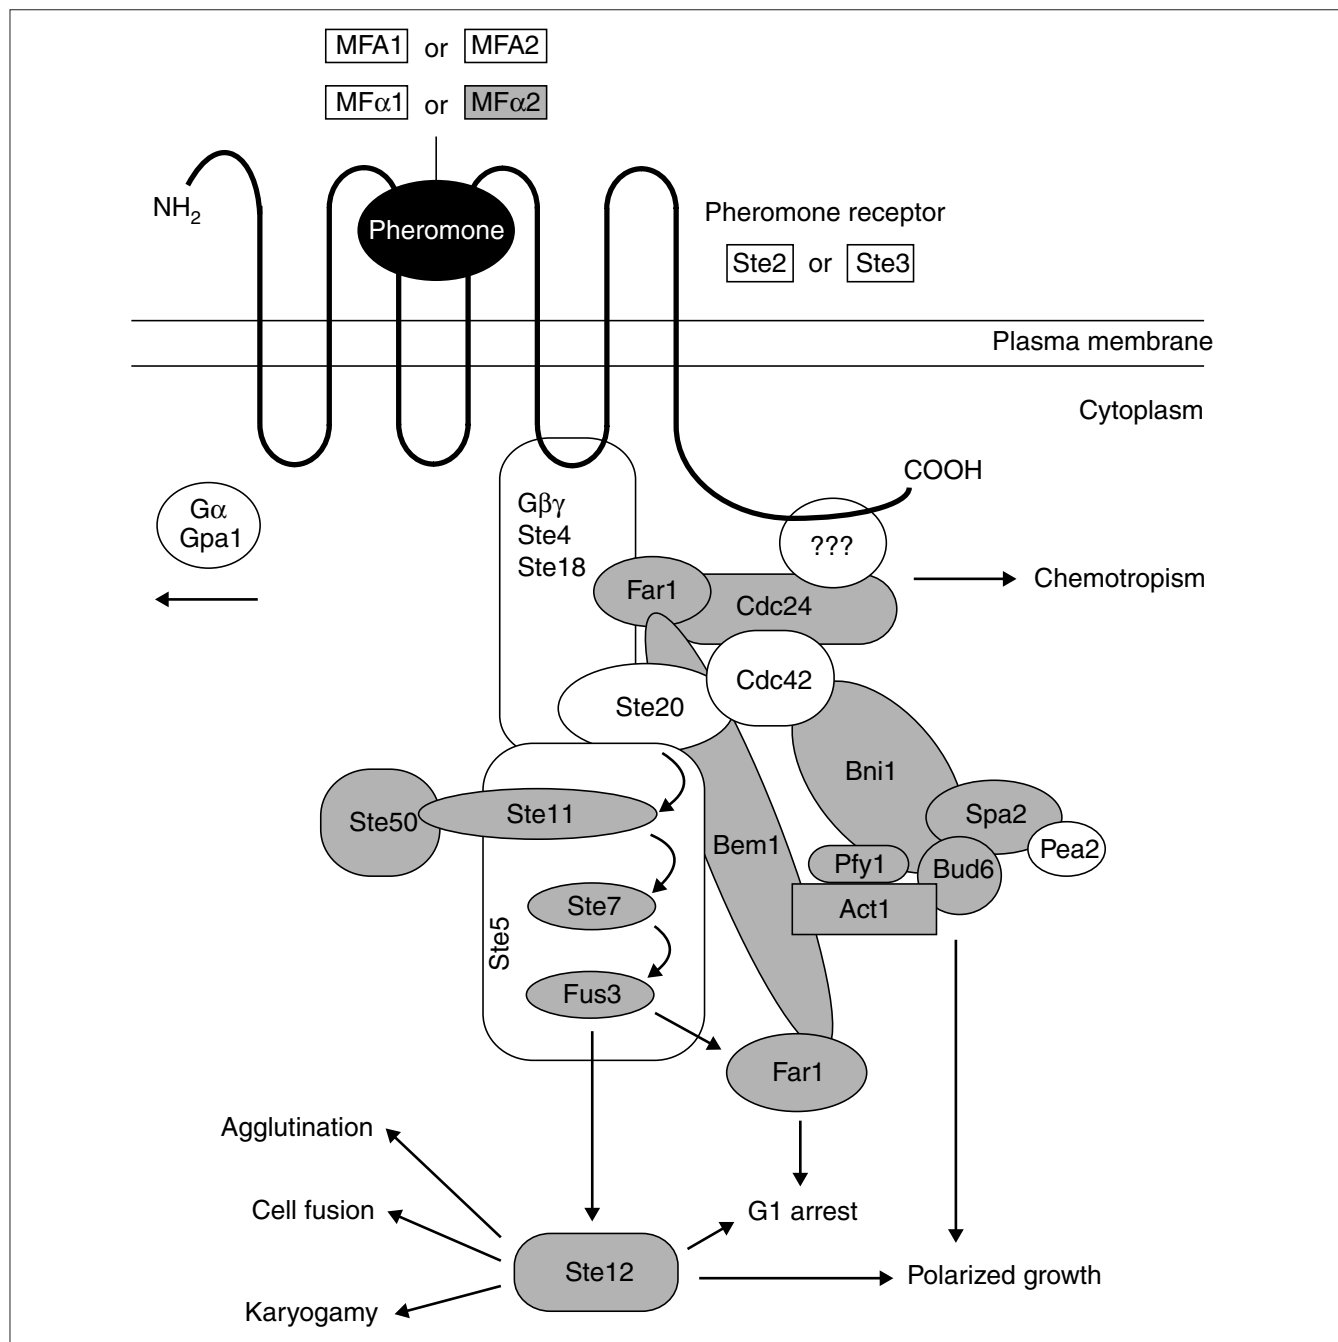 MFA1 or MFA2
MFα1 or MFα2
NH2
Pheromone
Pheromone receptor
Ste2 or Ste3
Plasma membrane
Cytoplasm
COOH
Gα
Gpa1
Gβγ
Ste4
Ste18
???
Far1
Cdc24
Chemotropism
Cdc42
Ste20
Bni1
Ste50
Ste11
Spa2
Bem1
Pea2
Pfy1
Bud6
Ste7
Act1
Ste5
Fus3
Far1
Agglutination
Cell fusion
G1 arrest
Ste12
Polarized growth
Karyogamy